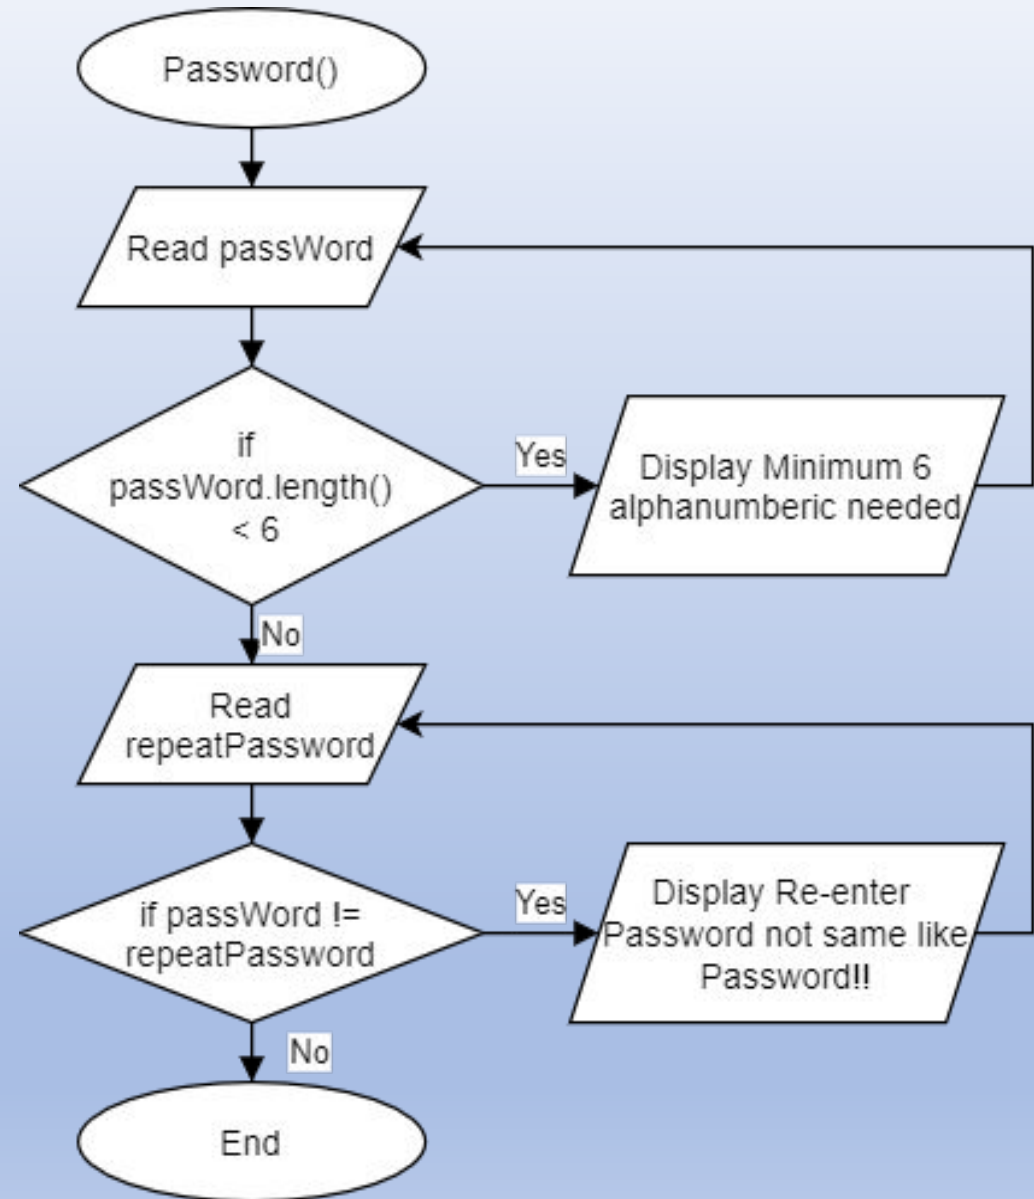 Password()
Read passWord
if
passWord.length()
< 6
Yes
Display Minimum 6
alphanumberic needed
No
Read
repeatPassword
if passWord !=
repeatPassword
Yes
Display Re-enter
Password not same like
Password!!
No
End